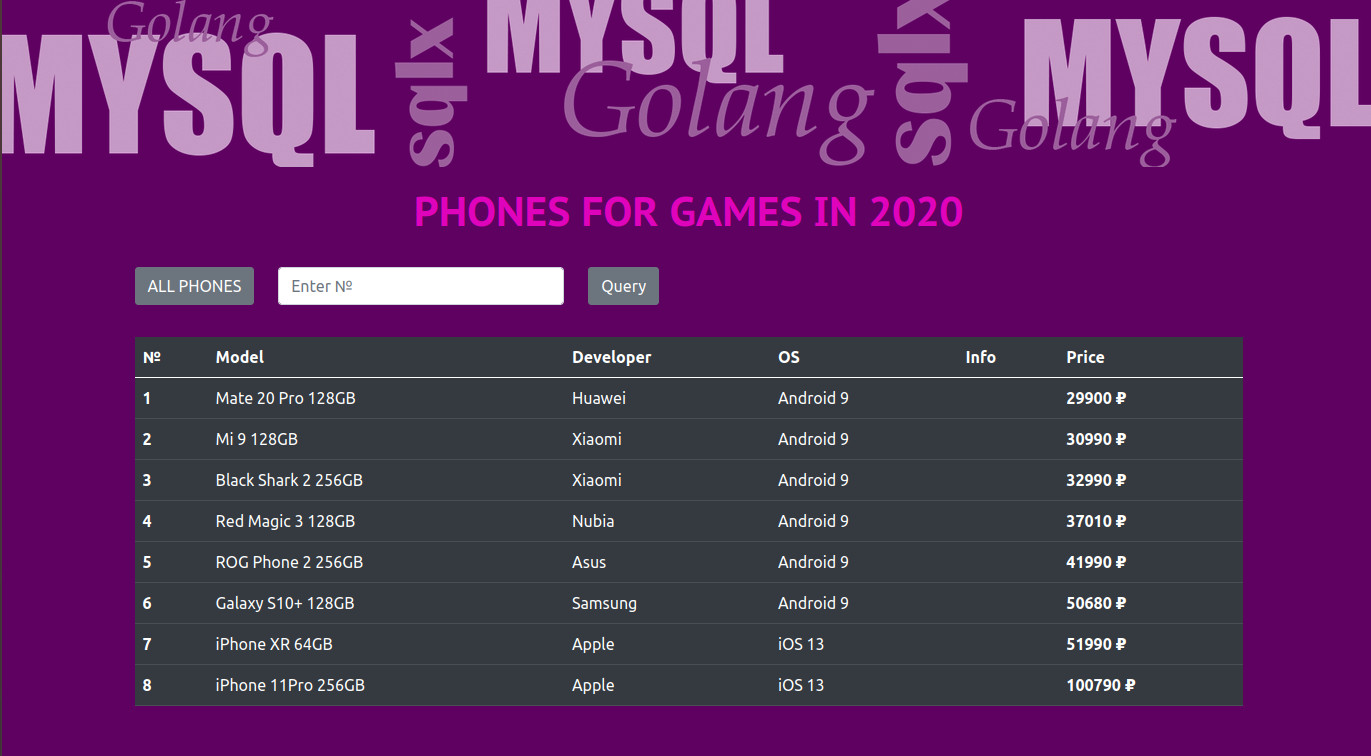 Golang
MYSQL
sqlx
MYSQL
Golang
sqlx
MYSQL
Golang
PHONES FOR GAMES IN 2020
ALL PHONES Enter № Query
№ Model Developer OS Info Price
1 Mate 20 Pro 128GB Huawei Android 9 29900 ₽
2 Mi 9 128GB Xiaomi Android 9 30990 ₽
3 Black Shark 2 256GB Xiaomi Android 9 32990 ₽
4 Red Magic 3 128GB Nubia Android 9 37010 ₽
5 ROG Phone 2 256GB Asus Android 9 41990 ₽
6 Galaxy S10+ 128GB Samsung Android 9 50680 ₽
7 iPhone XR 64GB Apple iOS 13 51990 ₽
8 iPhone 11Pro 256GB Apple iOS 13 100790 ₽